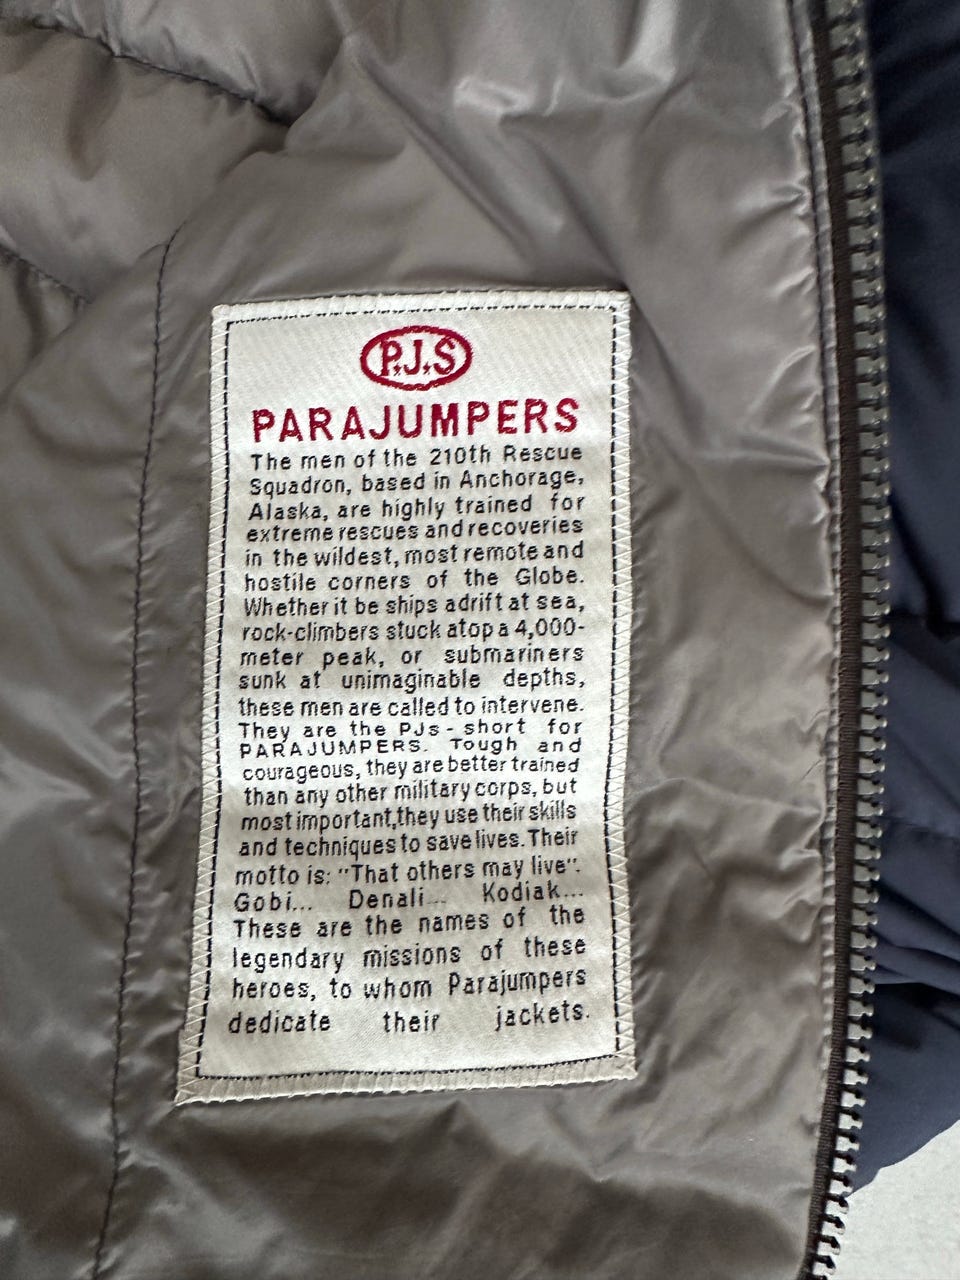 P.J.S
PARAJUMPERS
The men of the 210th Rescue
Squadron, based in Anchorage,
Alaska, are highly trained for
extreme rescues and recoveries
in the wildest, most remote and
hostile corners of the Globe.
Whether it be ships adrift at sea,
rock-climbers stuck atop a 4,000-
meter peak, or submariners
sunk at unimaginable depths,
these men are called to intervene.
They are the PJs - short for
PARAJUMPERS. Tough and
courageous, they are better trained
than any other military corps, but
most important,they use their skills
and techniques to save lives. Their
motto is: "That others may live".
Gobi... Denali... Kodiak...
These are the names of the
legendary missions of these
heroes, to whom Parajumpers
dedicate their jackets.